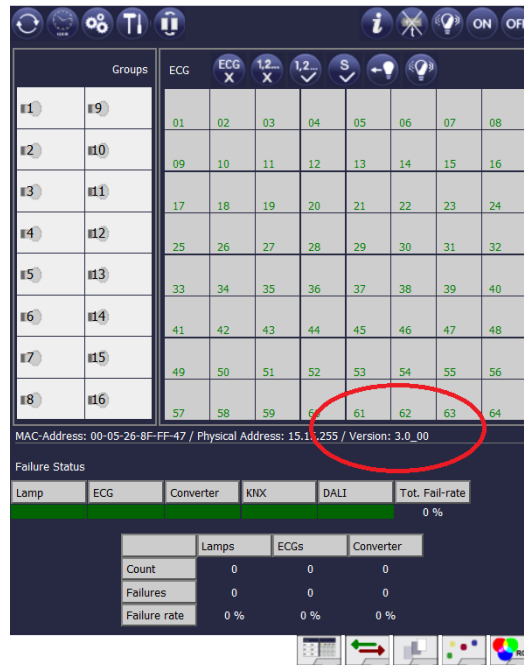 i ON OFF
Groups ECG ECG X 1,2... X 1,2... S
1 9
01 02 03 04 05 06 07 08
2 10
09 10 11 12 13 14 15 16
3 11
17 18 19 20 21 22 23 24
4 12
25 26 27 28 29 30 31 32
5 13
33 34 35 36 37 38 39 40
6 14
41 42 43 44 45 46 47 48
7 15
49 50 51 52 53 54 55 56
8 16
57 58 59 60 61 62 63 64
MAC-Address: 00-05-26-8F-FF-47 / Physical Address: 15.15.255 / Version: 3.0_00
Failure Status
Lamp ECG Converter KNX DALI Tot. Fail-rate
0 %
Lamps ECGs Converter
Count 0 0 0
Failures 0 0 0
Failure rate 0 % 0 % 0 %